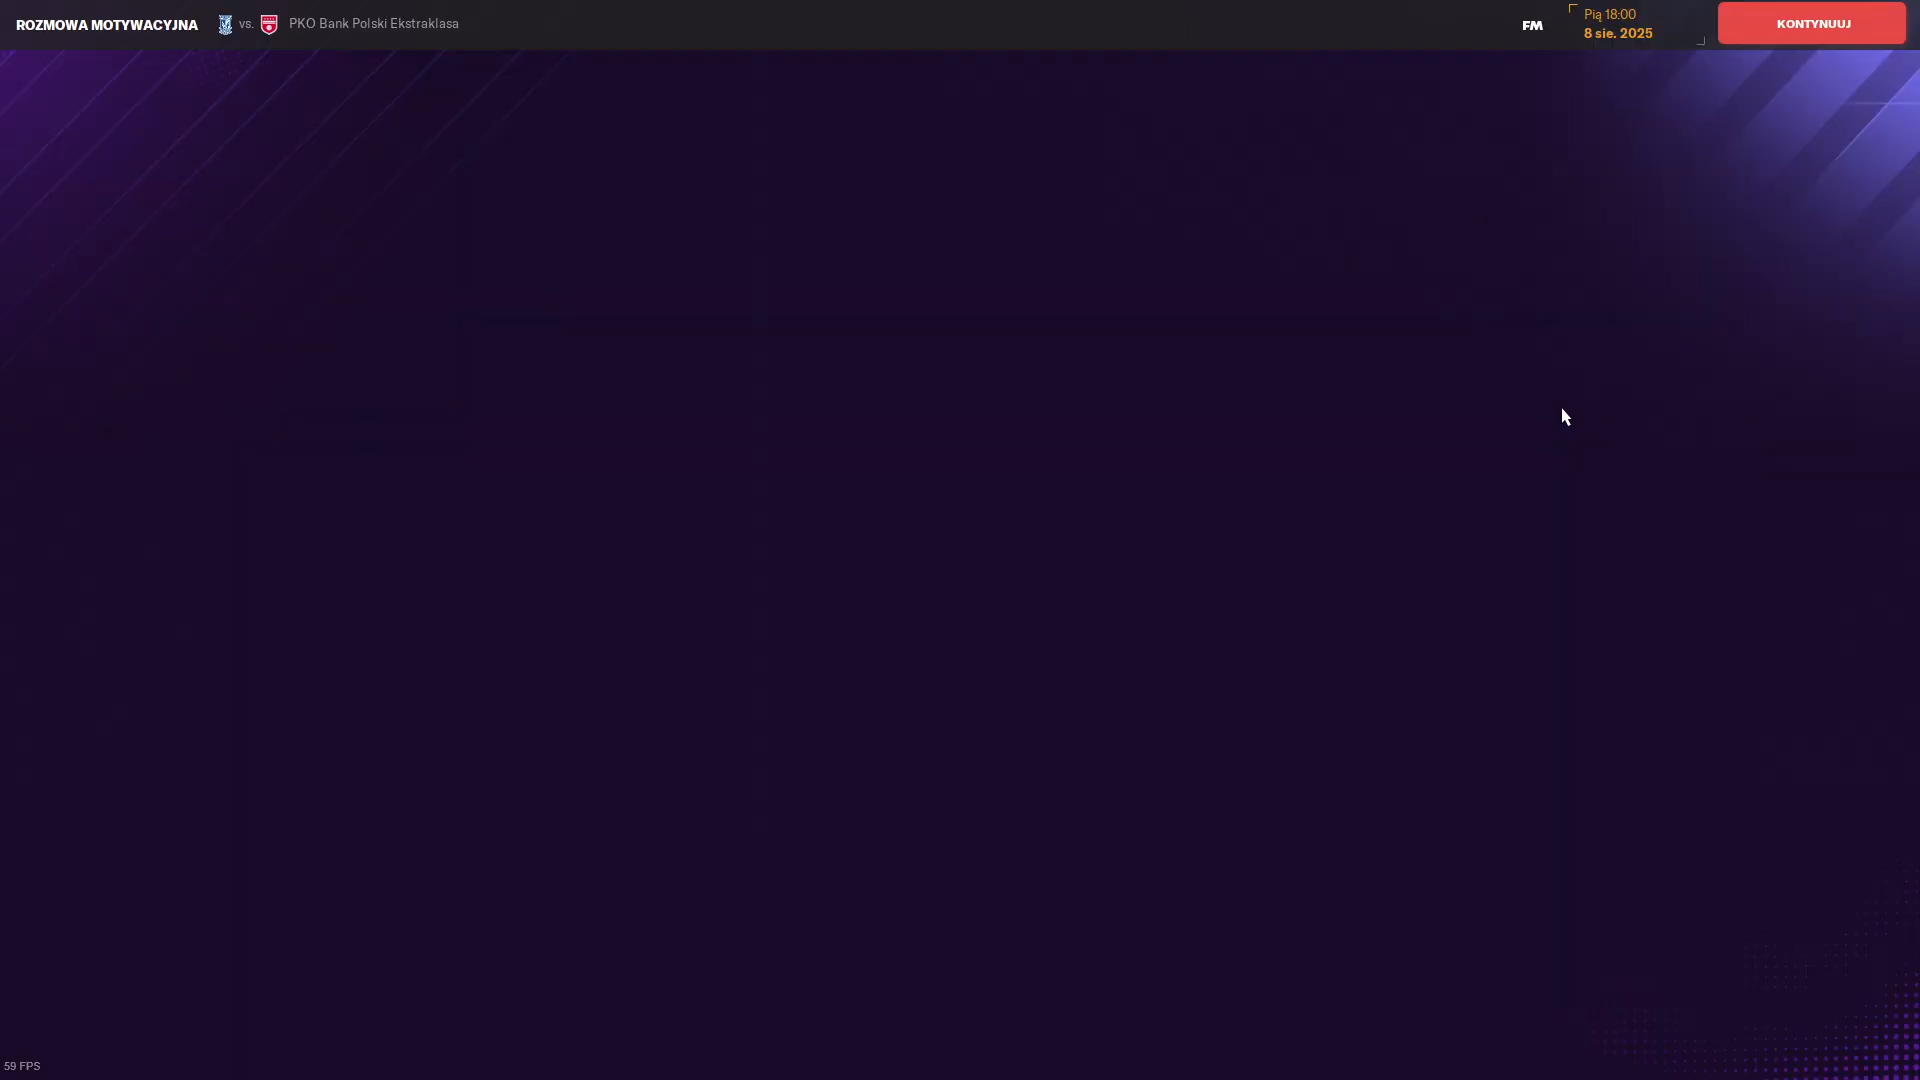 ROZMOWA MOTYWACYJNA vs. PKO Bank Polski Ekstraklasa
FM
Pią 18:00
8 sie. 2025
KONTYNUUJ
59 FPS